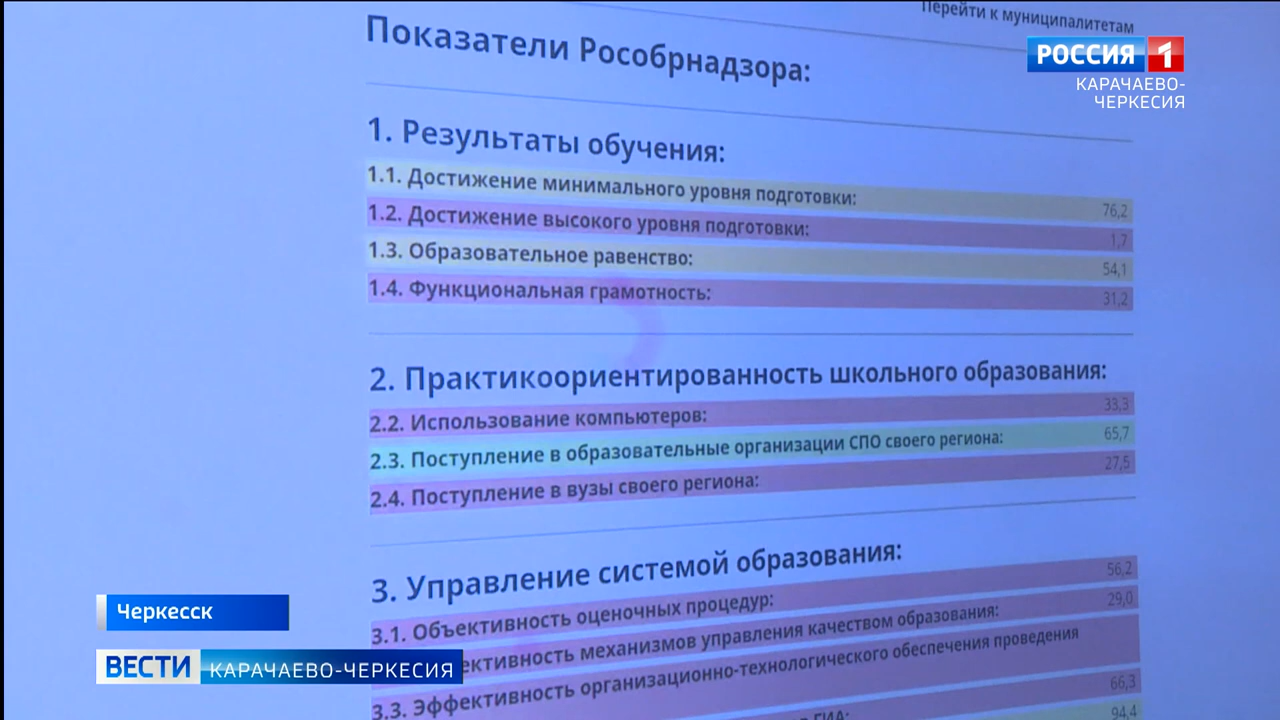 Перейти к муниципалитетам
РОССИЯ 1
КАРАЧАЕВО-
ЧЕРКЕСИЯ
Показатели Рособрнадзора:
1. Результаты обучения:
1.1. Достижение минимального уровня подготовки: 76,2
1.2. Достижение высокого уровня подготовки: 1,7
1.3. Образовательное равенство: 54,1
1.4. Функциональная грамотность: 31,2
2. Практикоориентированность школьного образования:
2.2. Использование компьютеров: 33,3
2.3. Поступление в образовательные организации СПО своего региона: 65,7
2.4. Поступление в вузы своего региона: 27,5
3. Управление системой образования:
3.1. Объективность оценочных процедур: 56,2
механизмов управления качеством образования: 29,0
3.3. Эффективность организационно-технологического обеспечения проведения
ГИА: 66,3
94,4
Черкесск
ВЕСТИ КАРАЧАЕВО-ЧЕРКЕСИЯ